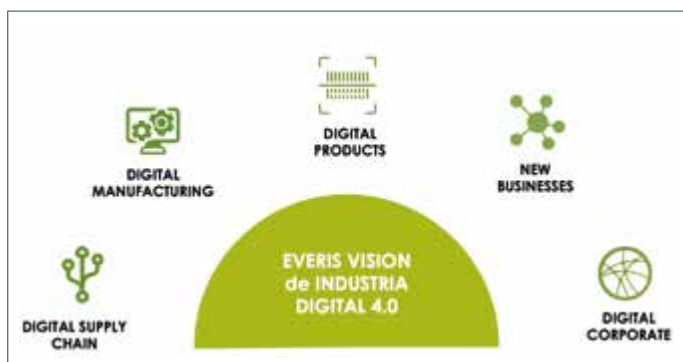 DIGITAL
PRODUCTS
DIGITAL
MANUFACTURING
NEW
BUSINESSES
EVERIS VISION
de INDUSTRIA
DIGITAL 4.0
DIGITAL SUPPLY
CHAIN
DIGITAL
CORPORATE